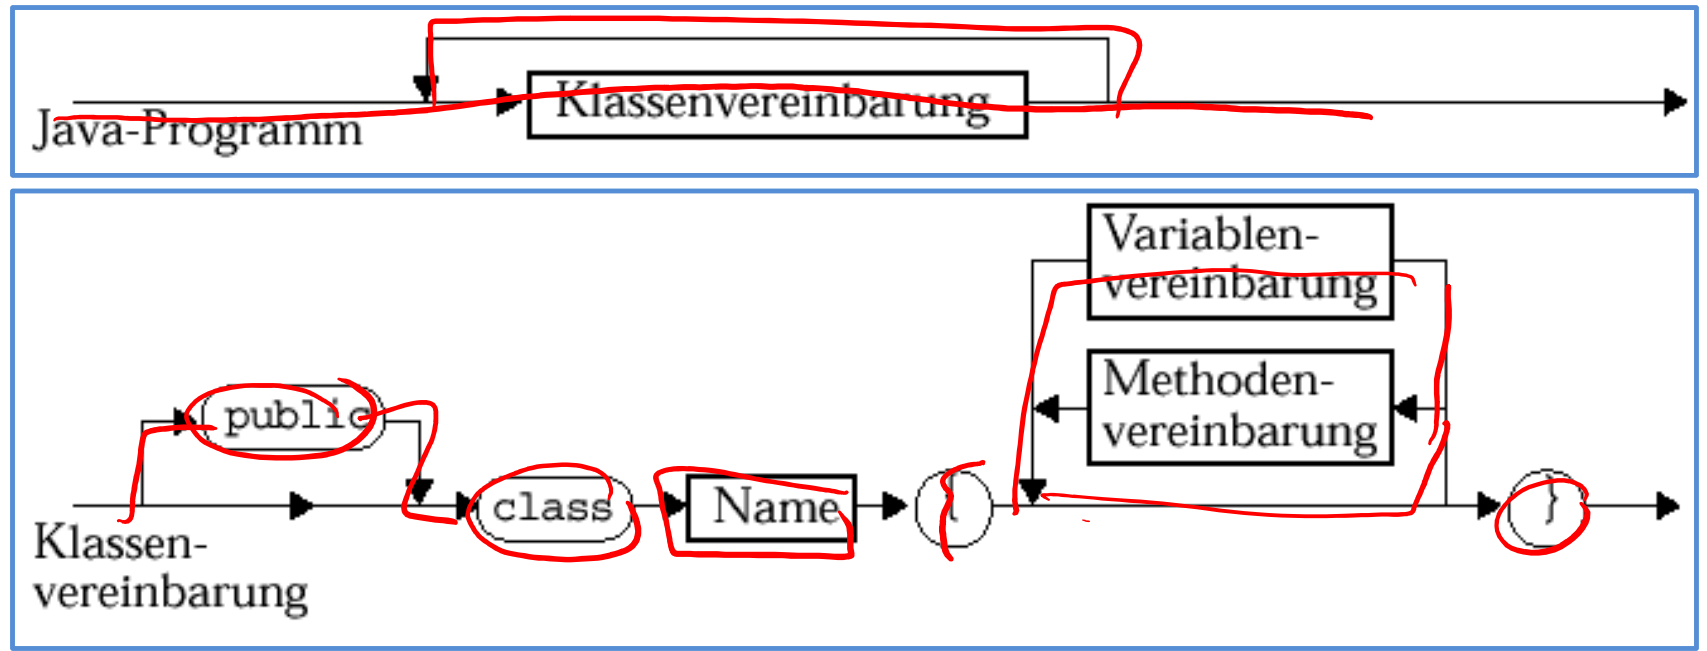 Klassenvereinbarung
Java-Programm
Variablen-
vereinbarung
Methoden-
vereinbarung
public
class
Name
{
}
Klassen-
vereinbarung